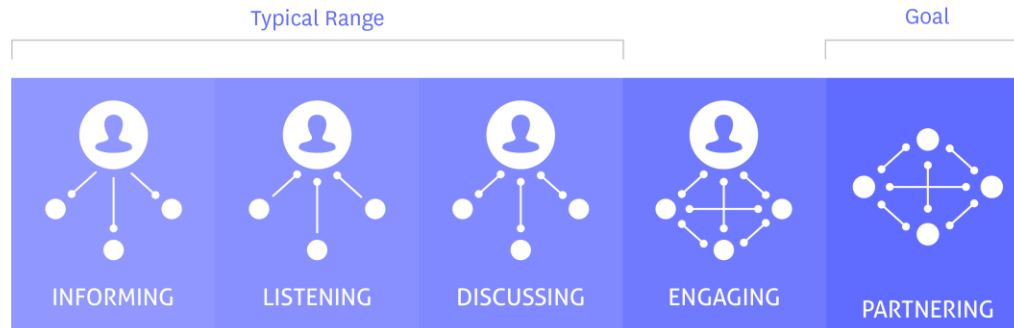 Typical Range
Goal
INFORMING
LISTENING
DISCUSSING
ENGAGING
PARTNERING